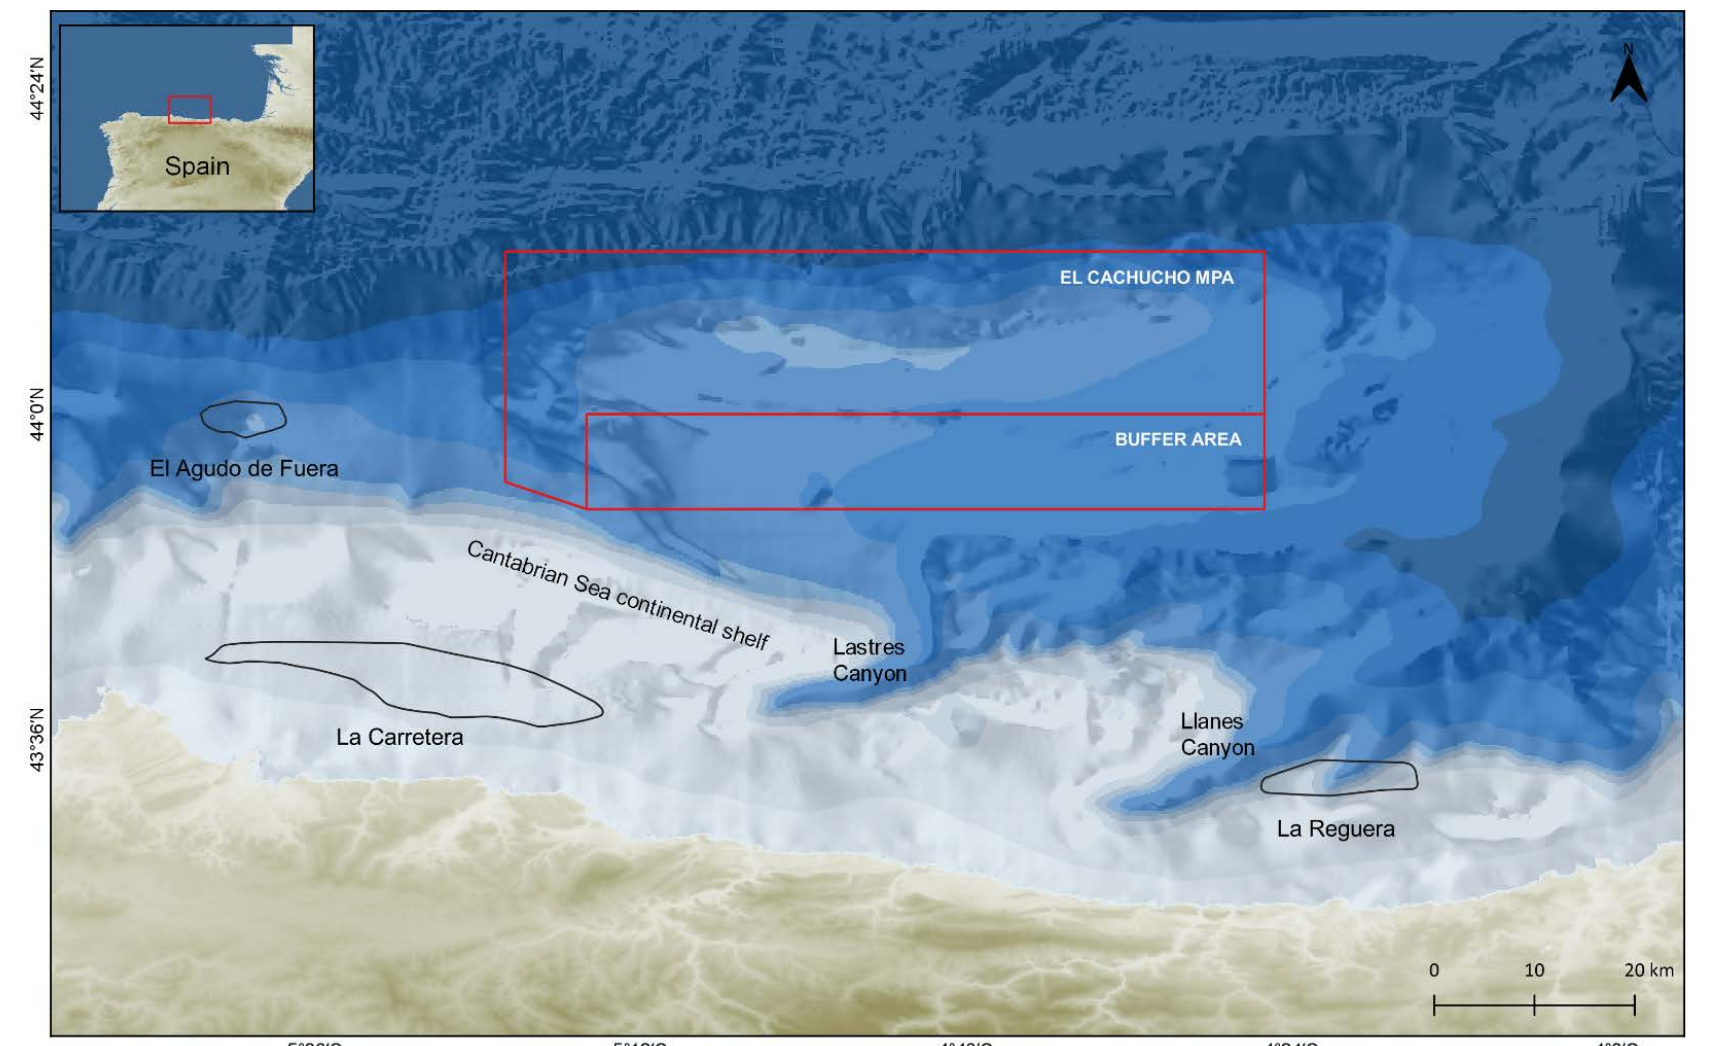 N
44°24'N
Spain
EL CACHUCHO MPA
44°0'N
BUFFER AREA
El Agudo de Fuera
Cantabrian Sea continental shelf
Lastres
Canyon
43°36'N
La Carretera
Llanes
Canyon
La Reguera
0 10 20 km